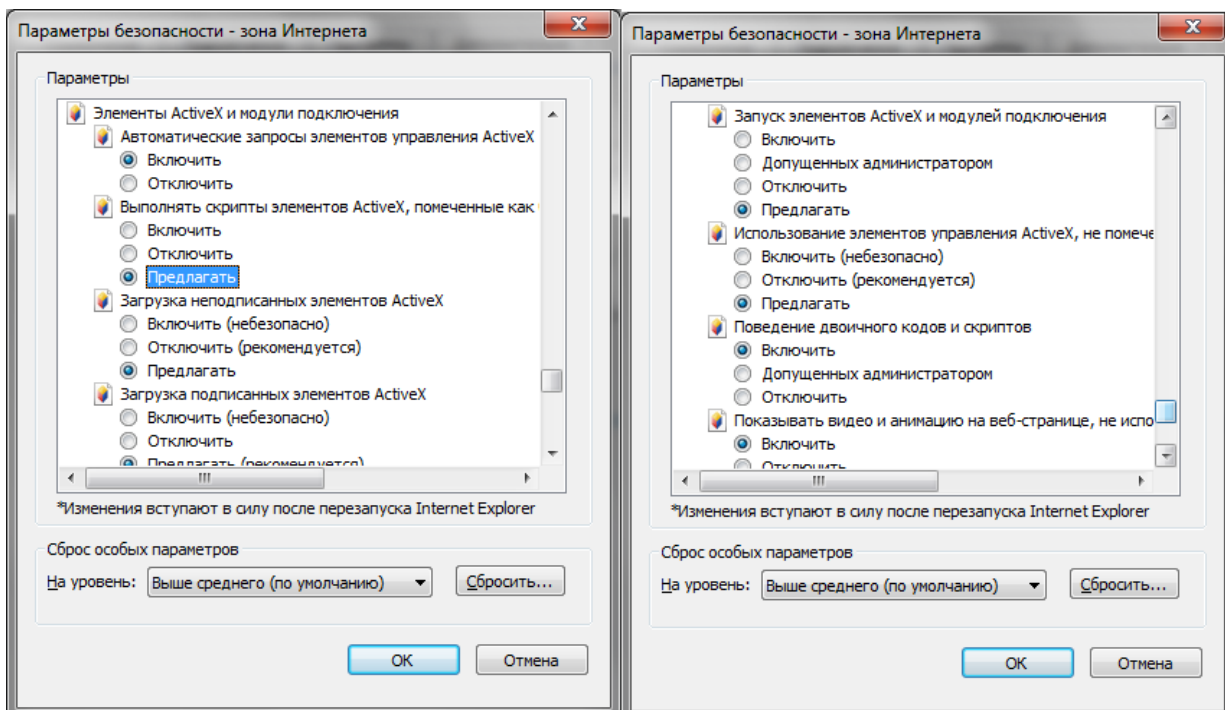 Параметры безопасности - зона Интернета
Параметры
Элементы ActiveX и модули подключения
Автоматические запросы элементов управления ActiveX
Включить
Отключить
Выполнять скрипты элементов ActiveX, помеченные как
Включить
Отключить
Предлагать
Загрузка неподписанных элементов ActiveX
Включить (небезопасно)
Отключить (рекомендуется)
Предлагать
Загрузка подписанных элементов ActiveX
Включить (небезопасно)
Отключить
Предлагать (рекомендуется)
*Изменения вступают в силу после перезапуска Internet Explorer
Сброс особых параметров
На уровень: Выше среднего (по умолчанию) Сбросить...
ОК Отмена
Параметры безопасности - зона Интернета
Параметры
Запуск элементов ActiveX и модулей подключения
Включить
Допущенных администратором
Отключить
Предлагать
Использование элементов управления ActiveX, не помече
Включить (небезопасно)
Отключить (рекомендуется)
Предлагать
Поведение двоичного кодов и скриптов
Включить
Допущенных администратором
Отключить
Показывать видео и анимацию на веб-странице, не испо
Включить
Отключить
*Изменения вступают в силу после перезапуска Internet Explorer
Сброс особых параметров
На уровень: Выше среднего (по умолчанию) Сбросить...
ОК Отмена